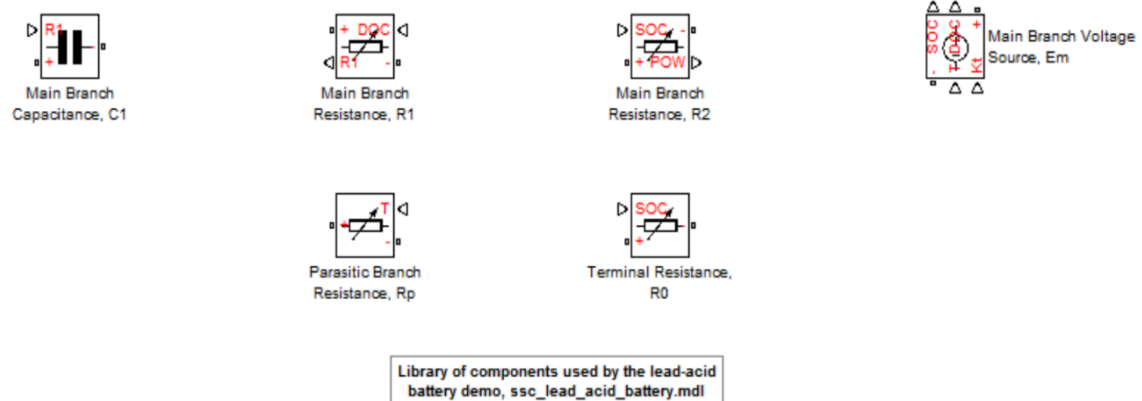 R1
+
Main Branch
Capacitance, C1
+ DOC
R1 -
Main Branch
Resistance, R1
SOC -
+ POW
Main Branch
Resistance, R2
SOC
DOC
+
-
T
Kt
Main Branch Voltage
Source, Em
T
+
-
Parasitic Branch
Resistance, Rp
SOC
+
Terminal Resistance,
R0
Library of components used by the lead-acid
battery demo, ssc_lead_acid_battery.mdl